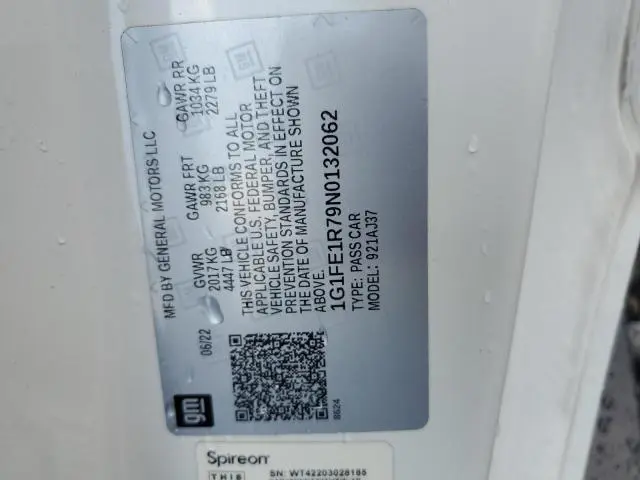 MFD BY GENERAL MOTORS LLC
06/22
GVWR
2017 KG
4447 LB
GAWR FRT
983 KG
2168 LB
GAWR RR
1034 KG
2279 LB
THIS VEHICLE CONFORMS TO ALL
APPLICABLE U.S. FEDERAL MOTOR
VEHICLE SAFETY, BUMPER, AND THEFT
PREVENTION STANDARDS IN EFFECT ON
THE DATE OF MANUFACTURE SHOWN
ABOVE.
1G1FE1R79N0132062
TYPE: PASS CAR
MODEL: 921AJ37
8624
gm
Spireon
SN: WT42203028185
THIS